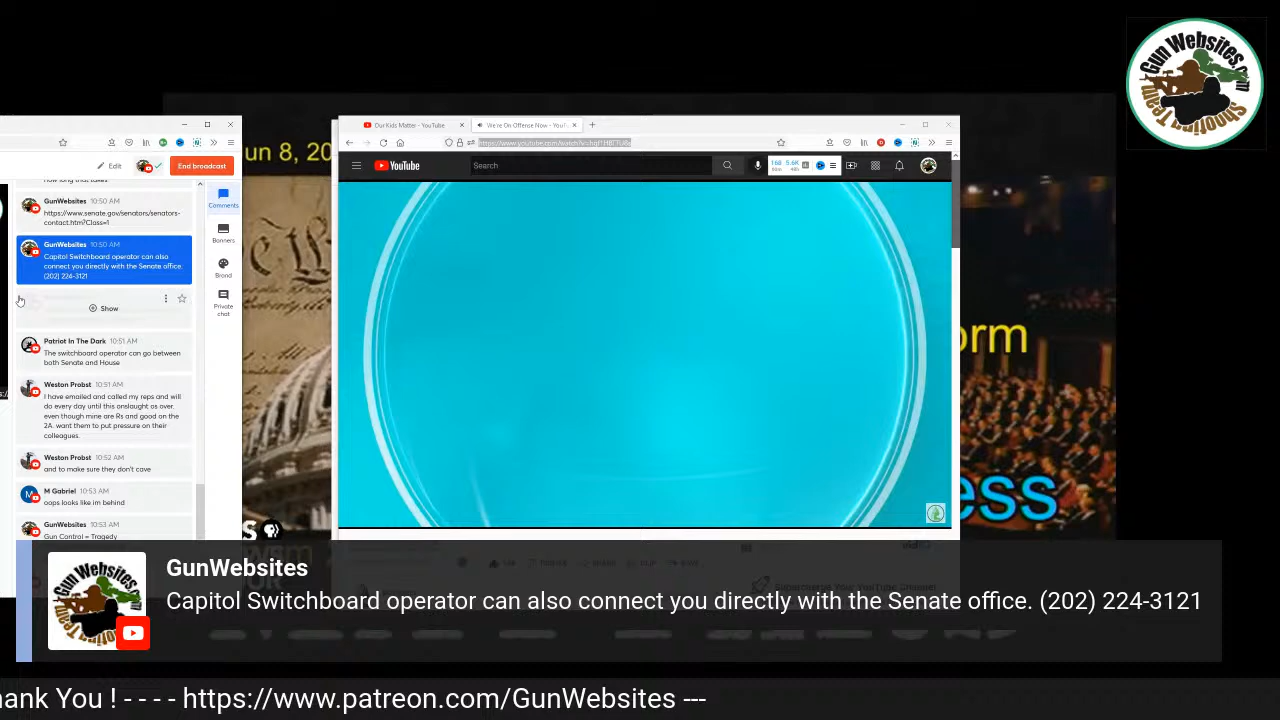 Gun Websites.com
Shooting Team
un 8, 20
Our Kids Matter - YouTube
We're On Offense Now - You
Edit
End broadcast
YouTube
Search
GunWebsites 10:50 AM
https://www.senate.gov/senators/senators-
contact.htm?Class=1
Comments
GunWebsites 10:50 AM
Capitol Switchboard operator can also
connect you directly with the Senate office.
(202) 224-3121
Banners
Brand
Show
Private
chat
Patriot In The Dark 10:51 AM
The switchboard operator can go between
both Senate and House
Weston Probst 10:51 AM
I have emailed and called my reps and will
do every day until this onslaught os over.
even though mine are Rs and good on the
2A. want them to put pressure on their
colleagues.
Weston Probst 10:52 AM
and to make sure they don't cave
M Gabriel 10:53 AM
oops looks like im behind
GunWebsites 10:53 AM
Gun Control = Tragedy
We
orm
ess
GunWebsites
Capitol Switchboard operator can also connect you directly with the Senate office. (202) 224-3121
hank You ! - - - - https://www.patreon.com/GunWebsites ---